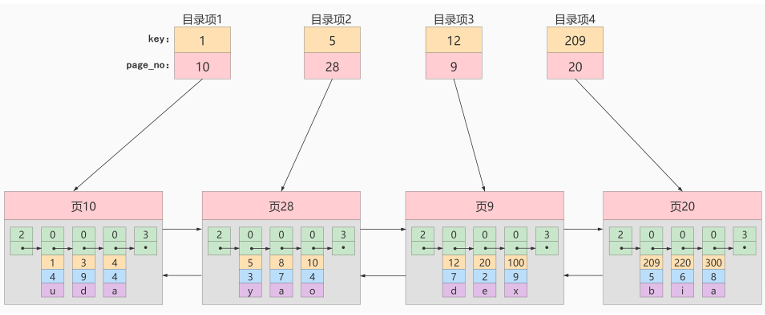 目录项1 目录项2 目录项3 目录项4
key: 1 5 12 209
page_no: 10 28 9 20
页10 页28 页9 页20
2 0 0 0 3 2 0 0 0 3 2 0 0 0 3 2 0 0 0 3
1 3 4 5 8 10 12 20 100 209 220 300
4 9 4 3 7 4 7 2 9 5 6 8
u d a y a o d e x b i a